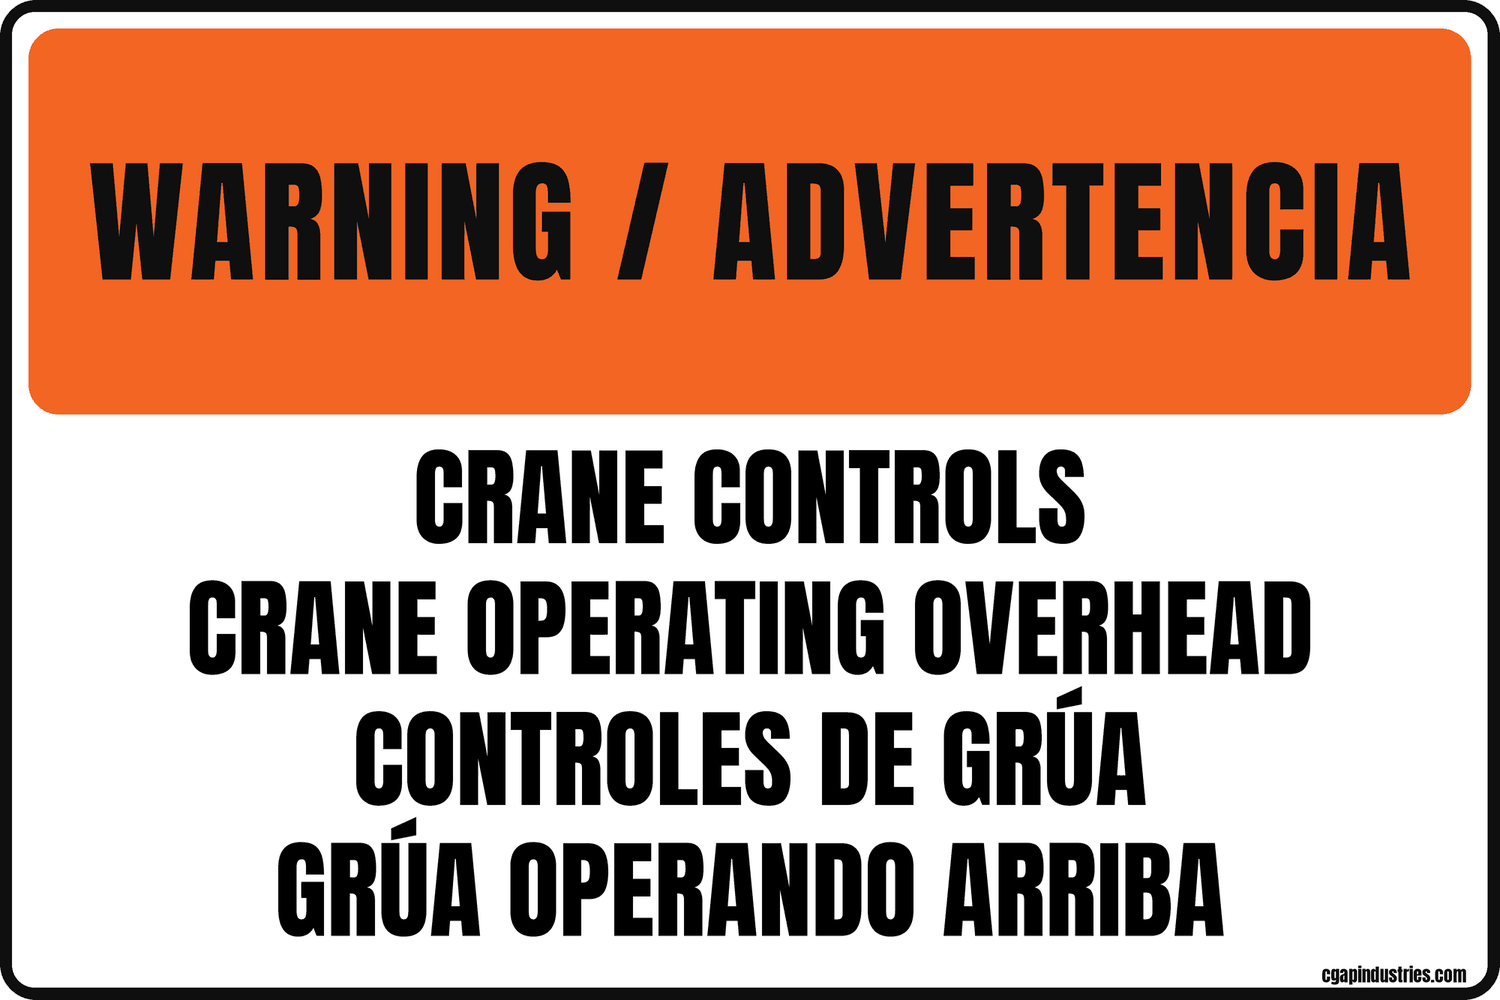 WARNING / ADVERTENCIA
CRANE CONTROLS
CRANE OPERATING OVERHEAD
CONTROLES DE GRÚA
GRÚA OPERANDO ARRIBA
cgapindustries.com